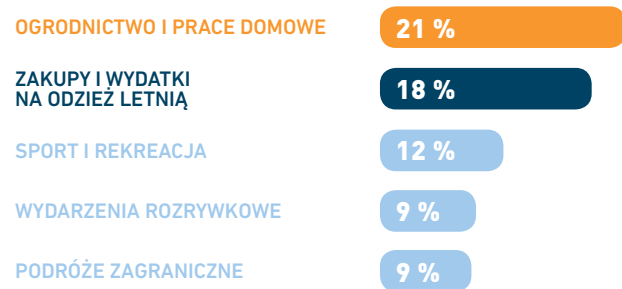 OGRODNICTWO I PRACE DOMOWE
21 %
ZAKUPY I WYDATKI
NA ODZIEŻ LETNIĄ
18 %
SPORT I REKREACJA
12 %
WYDARZENIA ROZRYWKOWE
9 %
PODRÓŻE ZAGRANICZNE
9 %